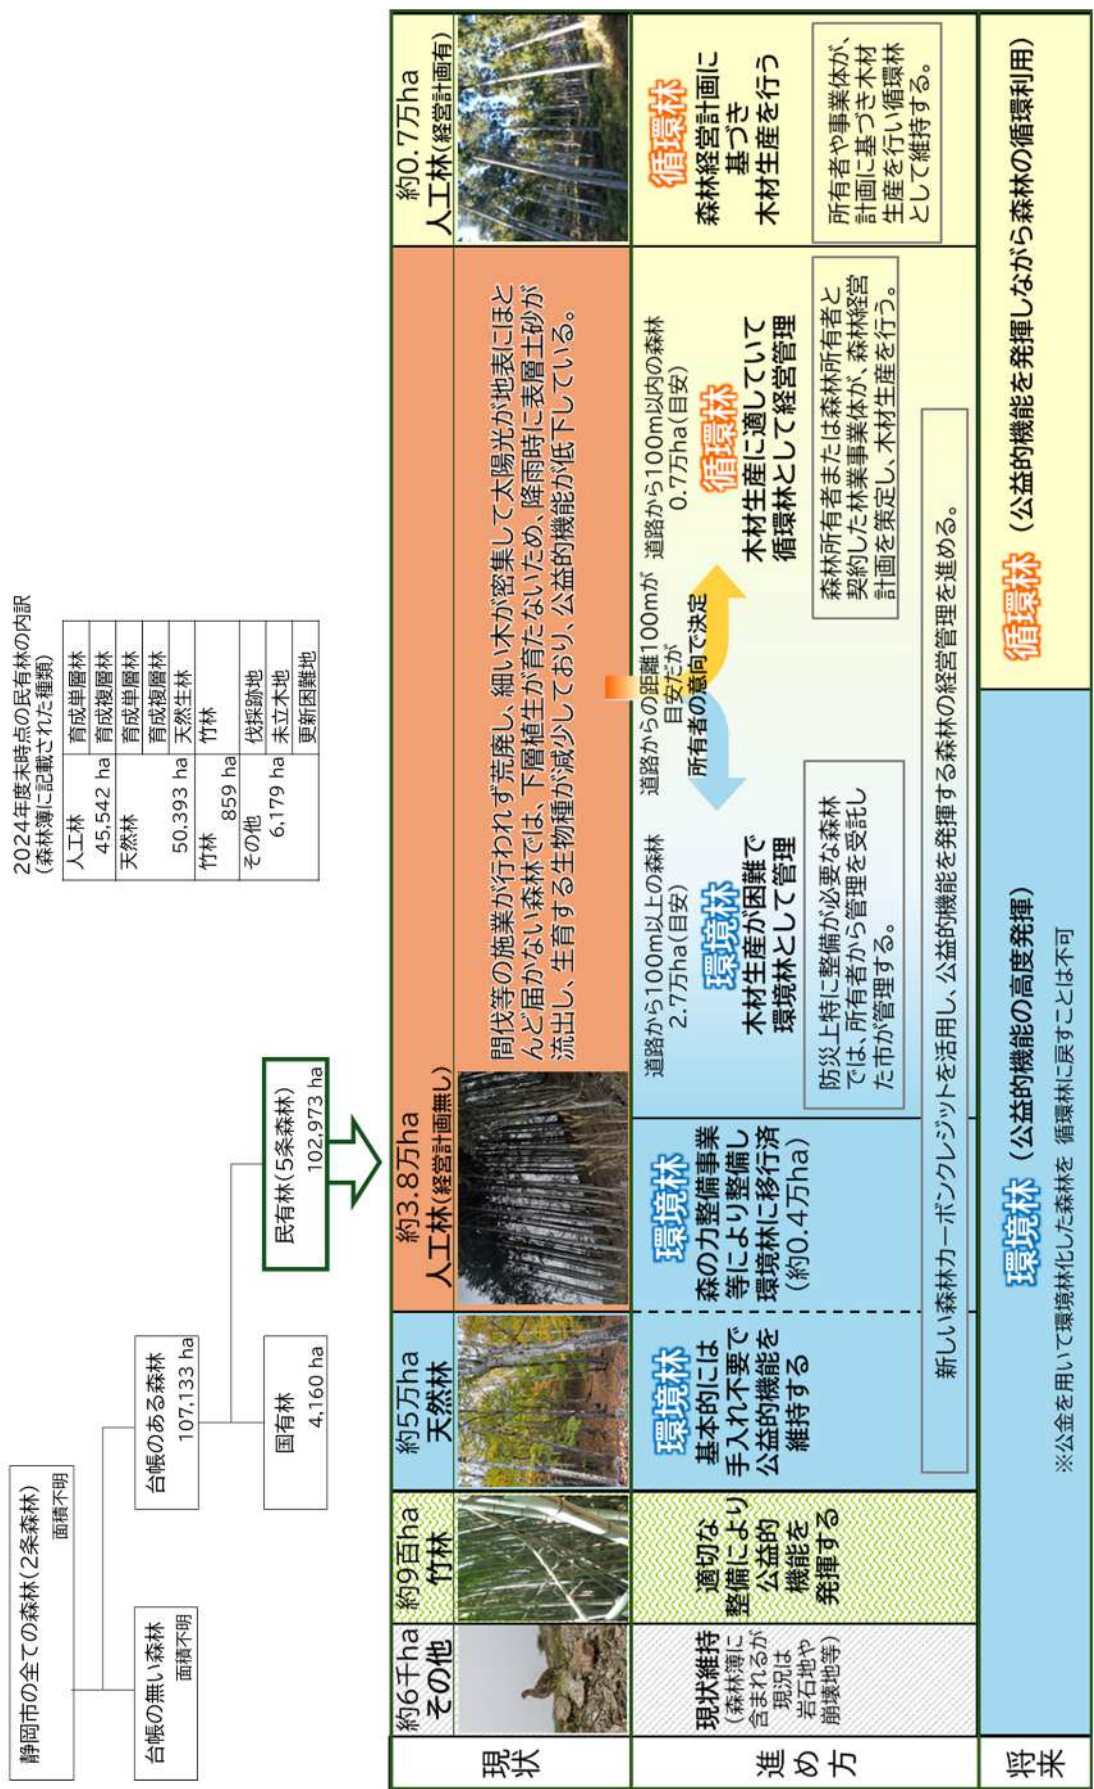 静岡市の全ての森林(2条森林)
面積不明
台帳の無い森林
面積不明
台帳のある森林
107,133 ha
国有林
4,160 ha
民有林(5条森林)
102,973 ha
2024年度末時点の民有林の内訳
(森林簿に記載された種類)
人工林
45,542 ha
育成単層林
育成複層林
天然林
50,393 ha
育成単層林
育成複層林
天然生林
竹林
859 ha
竹林
その他
6,179 ha
伐採跡地
未立木地
更新困難地
現状
約6千ha
その他
約9百ha
竹林
約5万ha
天然林
約3.8万ha
人工林(経営計画無し)
間伐等の施業が行われず荒廃し、細い木が密集して太陽光が地表にほと
んど届かない森林では、下層植生が育たないため、降雨時に表層土砂が
流出し、生育する生物種が減少しており、公益的機能が低下している。
約0.7万ha
人工林(経営計画有)
進め方
現状維持
(森林簿に
含まれるが
現況は
岩石地や
崩壊地等)
適切な
整備により
公益的
機能を
発揮する
環境林
基本的には
手入れ不要で
公益的機能を
維持する
環境林
森の力整備事業
等により整備し
環境林に移行済
(約0.4万ha)
道路から100m以上の森林
2.7万ha(目安)
環境林
木材生産が困難で
環境林として管理
防災上特に整備が必要な森林
では、所有者から管理を受託し
た市が管理する。
道路からの距離100mが
目安だが
所有者の意向で決定
道路から100m以内の森林
0.7万ha(目安)
循環林
木材生産に適していて
循環林として経営管理
森林所有者または森林所有者と
契約した林業事業体が、森林経営
計画を策定し、木材生産を行う。
循環林
森林経営計画に
基づき
木材生産を行う
所有者や事業体が、
計画に基づき木材
生産を行い循環林
として維持する。
新しい森林カーボンクレジットを活用し、公益的機能を発揮する森林の経営管理を進める。
将来
環境林(公益的機能の高度発揮)
※公金を用いて環境林化した森林を 循環林に戻すことは不可
循環林(公益的機能を発揮しながら森林の循環利用)